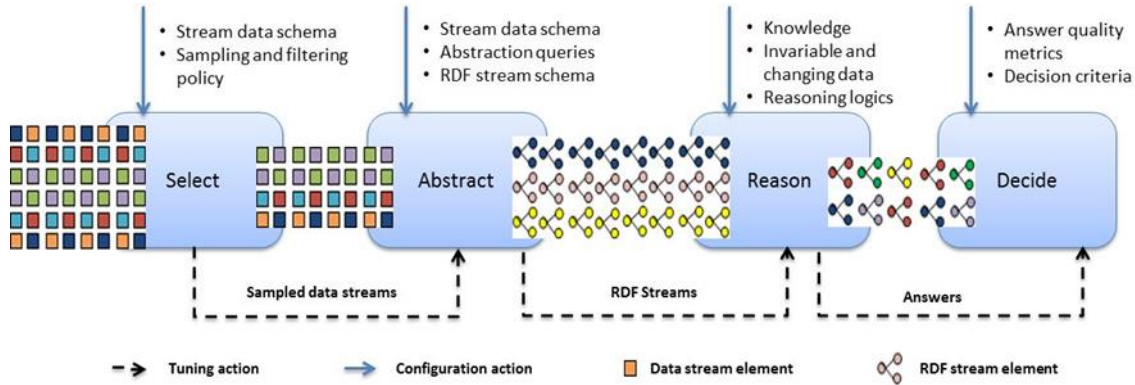 • Stream data schema
• Sampling and filtering
policy
• Stream data schema
• Abstraction queries
• RDF stream schema
• Knowledge
• Invariable and
changing data
• Reasoning logics
• Answer quality
metrics
• Decision criteria
Select
Abstract
Reason
Decide
Sampled data streams
RDF Streams
Answers
Tuning action
Configuration action
Data stream element
RDF stream element